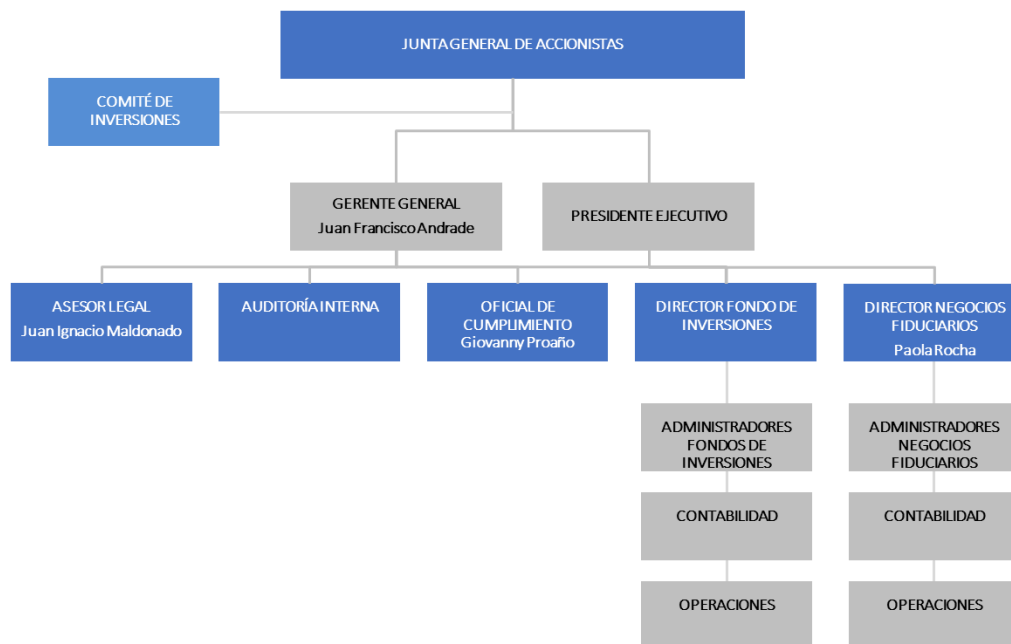 JUNTA GENERAL DE ACCIONISTAS
COMITÉ DE
INVERSIONES
GERENTE GENERAL
Juan Francisco Andrade
PRESIDENTE EJECUTIVO
ASESOR LEGAL
Juan Ignacio Maldonado
AUDITORÍA INTERNA
OFICIAL DE
CUMPLIMIENTO
Giovanny Proaño
DIRECTOR FONDO DE
INVERSIONES
DIRECTOR NEGOCIOS
FIDUCIARIOS
Paola Rocha
ADMINISTRADORES
FONDOS DE
INVERSIONES
ADMINISTRADORES
NEGOCIOS
FIDUCIARIOS
CONTABILIDAD
CONTABILIDAD
OPERACIONES
OPERACIONES